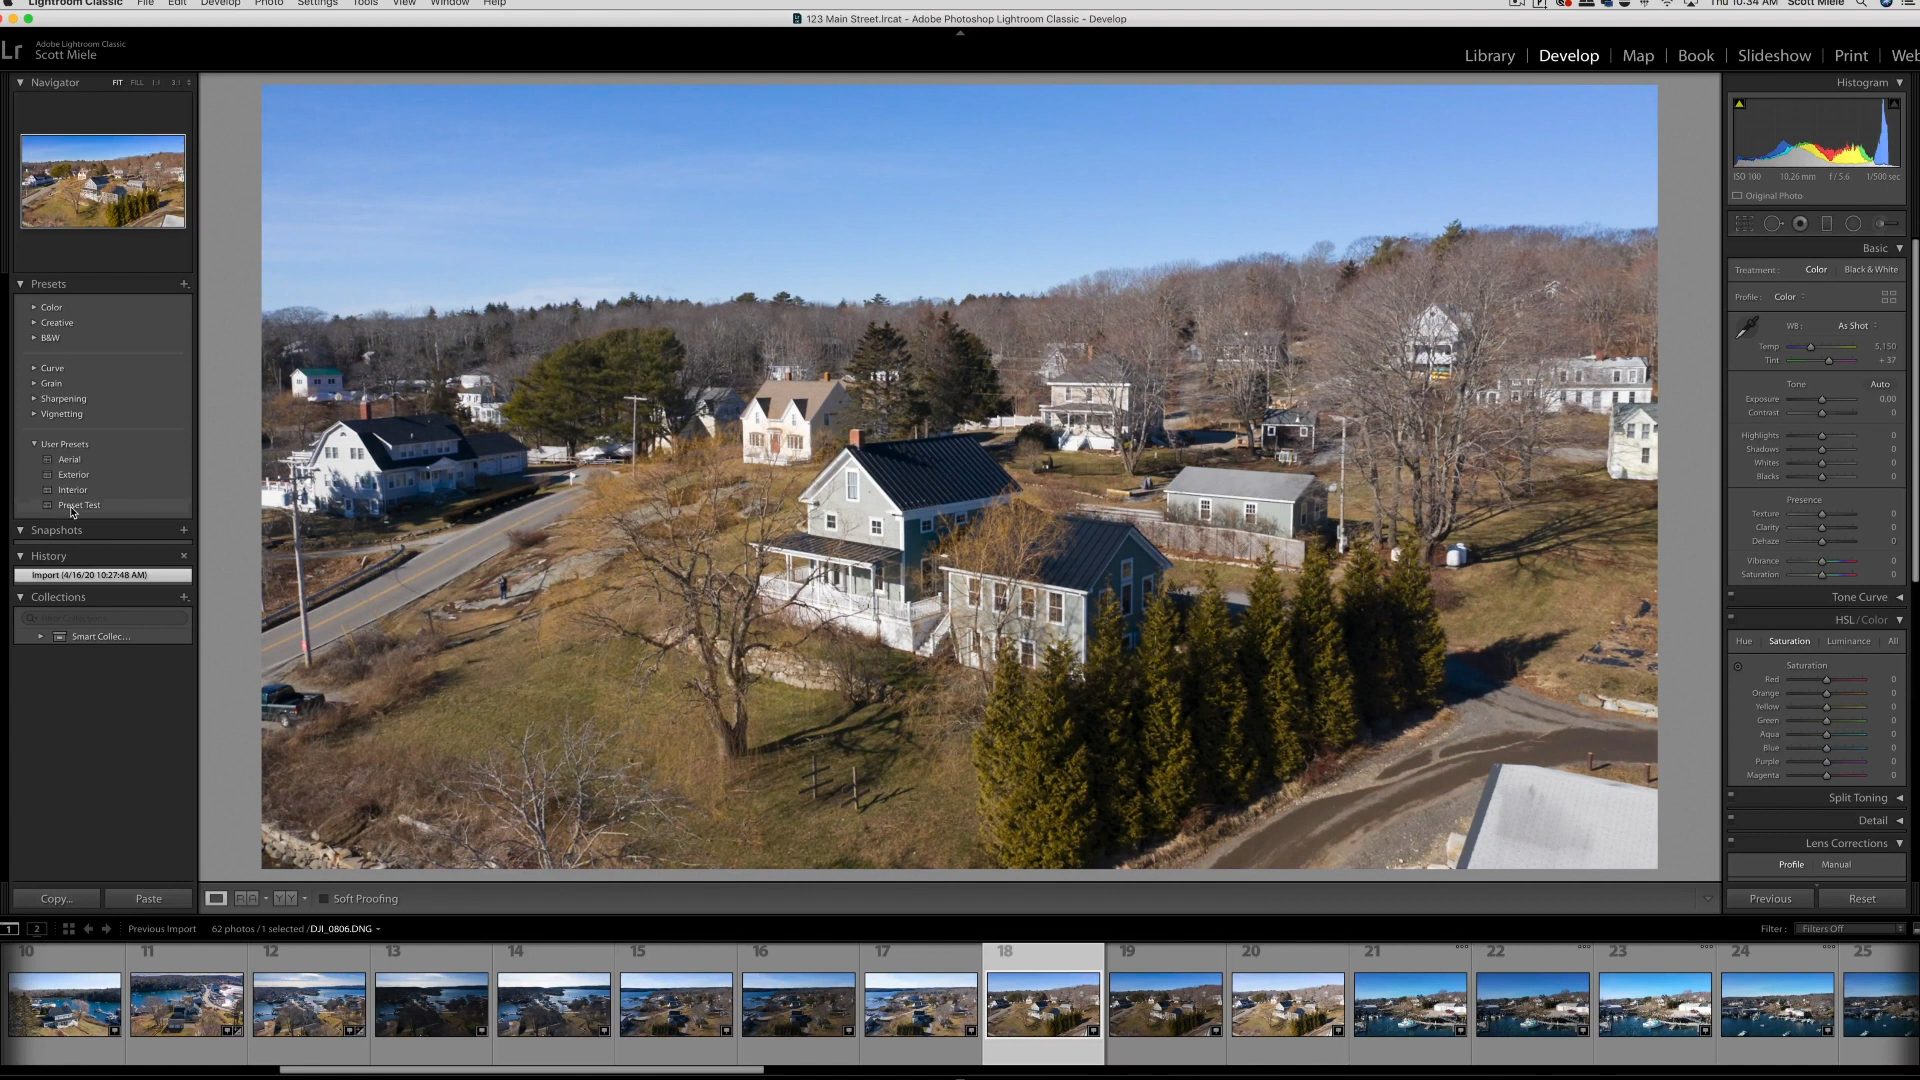 Lightroom Classic File Edit Develop Photo Settings Tools View Window Help
Thu 10:34 AM Scott Miele
123 Main Street.lrcat - Adobe Photoshop Lightroom Classic - Develop
Lr
Adobe Lightroom Classic
Scott Miele
Library | Develop | Map | Book | Slideshow | Print | Web
Navigator FIT FILL 1:1 3:1
Presets
Color
Creative
B&W
Curve
Grain
Sharpening
Vignetting
User Presets
Aerial
Exterior
Interior
Preset Test
Snapshots
History
Import (4/16/20 10:27:48 AM)
Collections
Filter Collections
Smart Collec...
Copy... Paste
Histogram
ISO 100 10.26 mm f / 5.6 1/500 sec
Original Photo
Basic
Treatment : Color Black & White
Profile : Color
WB : As Shot
Temp 5,150
Tint + 37
Tone Auto
Exposure 0.00
Contrast 0
Highlights 0
Shadows 0
Whites 0
Blacks 0
Presence
Texture 0
Clarity 0
Dehaze 0
Vibrance 0
Saturation 0
Tone Curve
HSL / Color
Hue Saturation Luminance All
Saturation
Red 0
Orange 0
Yellow 0
Green 0
Aqua 0
Blue 0
Purple 0
Magenta 0
Split Toning
Detail
Lens Corrections
Profile Manual
Previous Reset
RA YY Soft Proofing
1 2 Previous Import 62 photos / 1 selected / DJI_0806.DNG
Filter : Filters Off
10 11 12 13 14 15 16 17 18 19 20 21 22 23 24 25